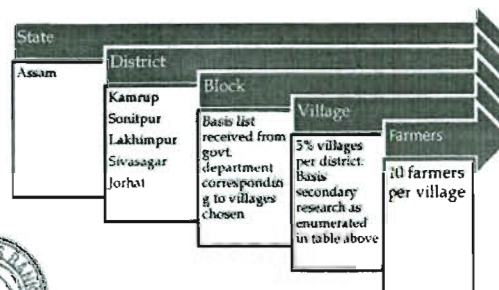 State
Assam
District
Kamrup
Sonitpur
Lakhimpur
Sivasagar
Jorhat
Block
Basis list
received from
govt.
department
correspondin
g to villages
chosen
Village
5% villages
per district.
Basis
secondary
research as
enumerated
in table above
Farmers
10 farmers
per village